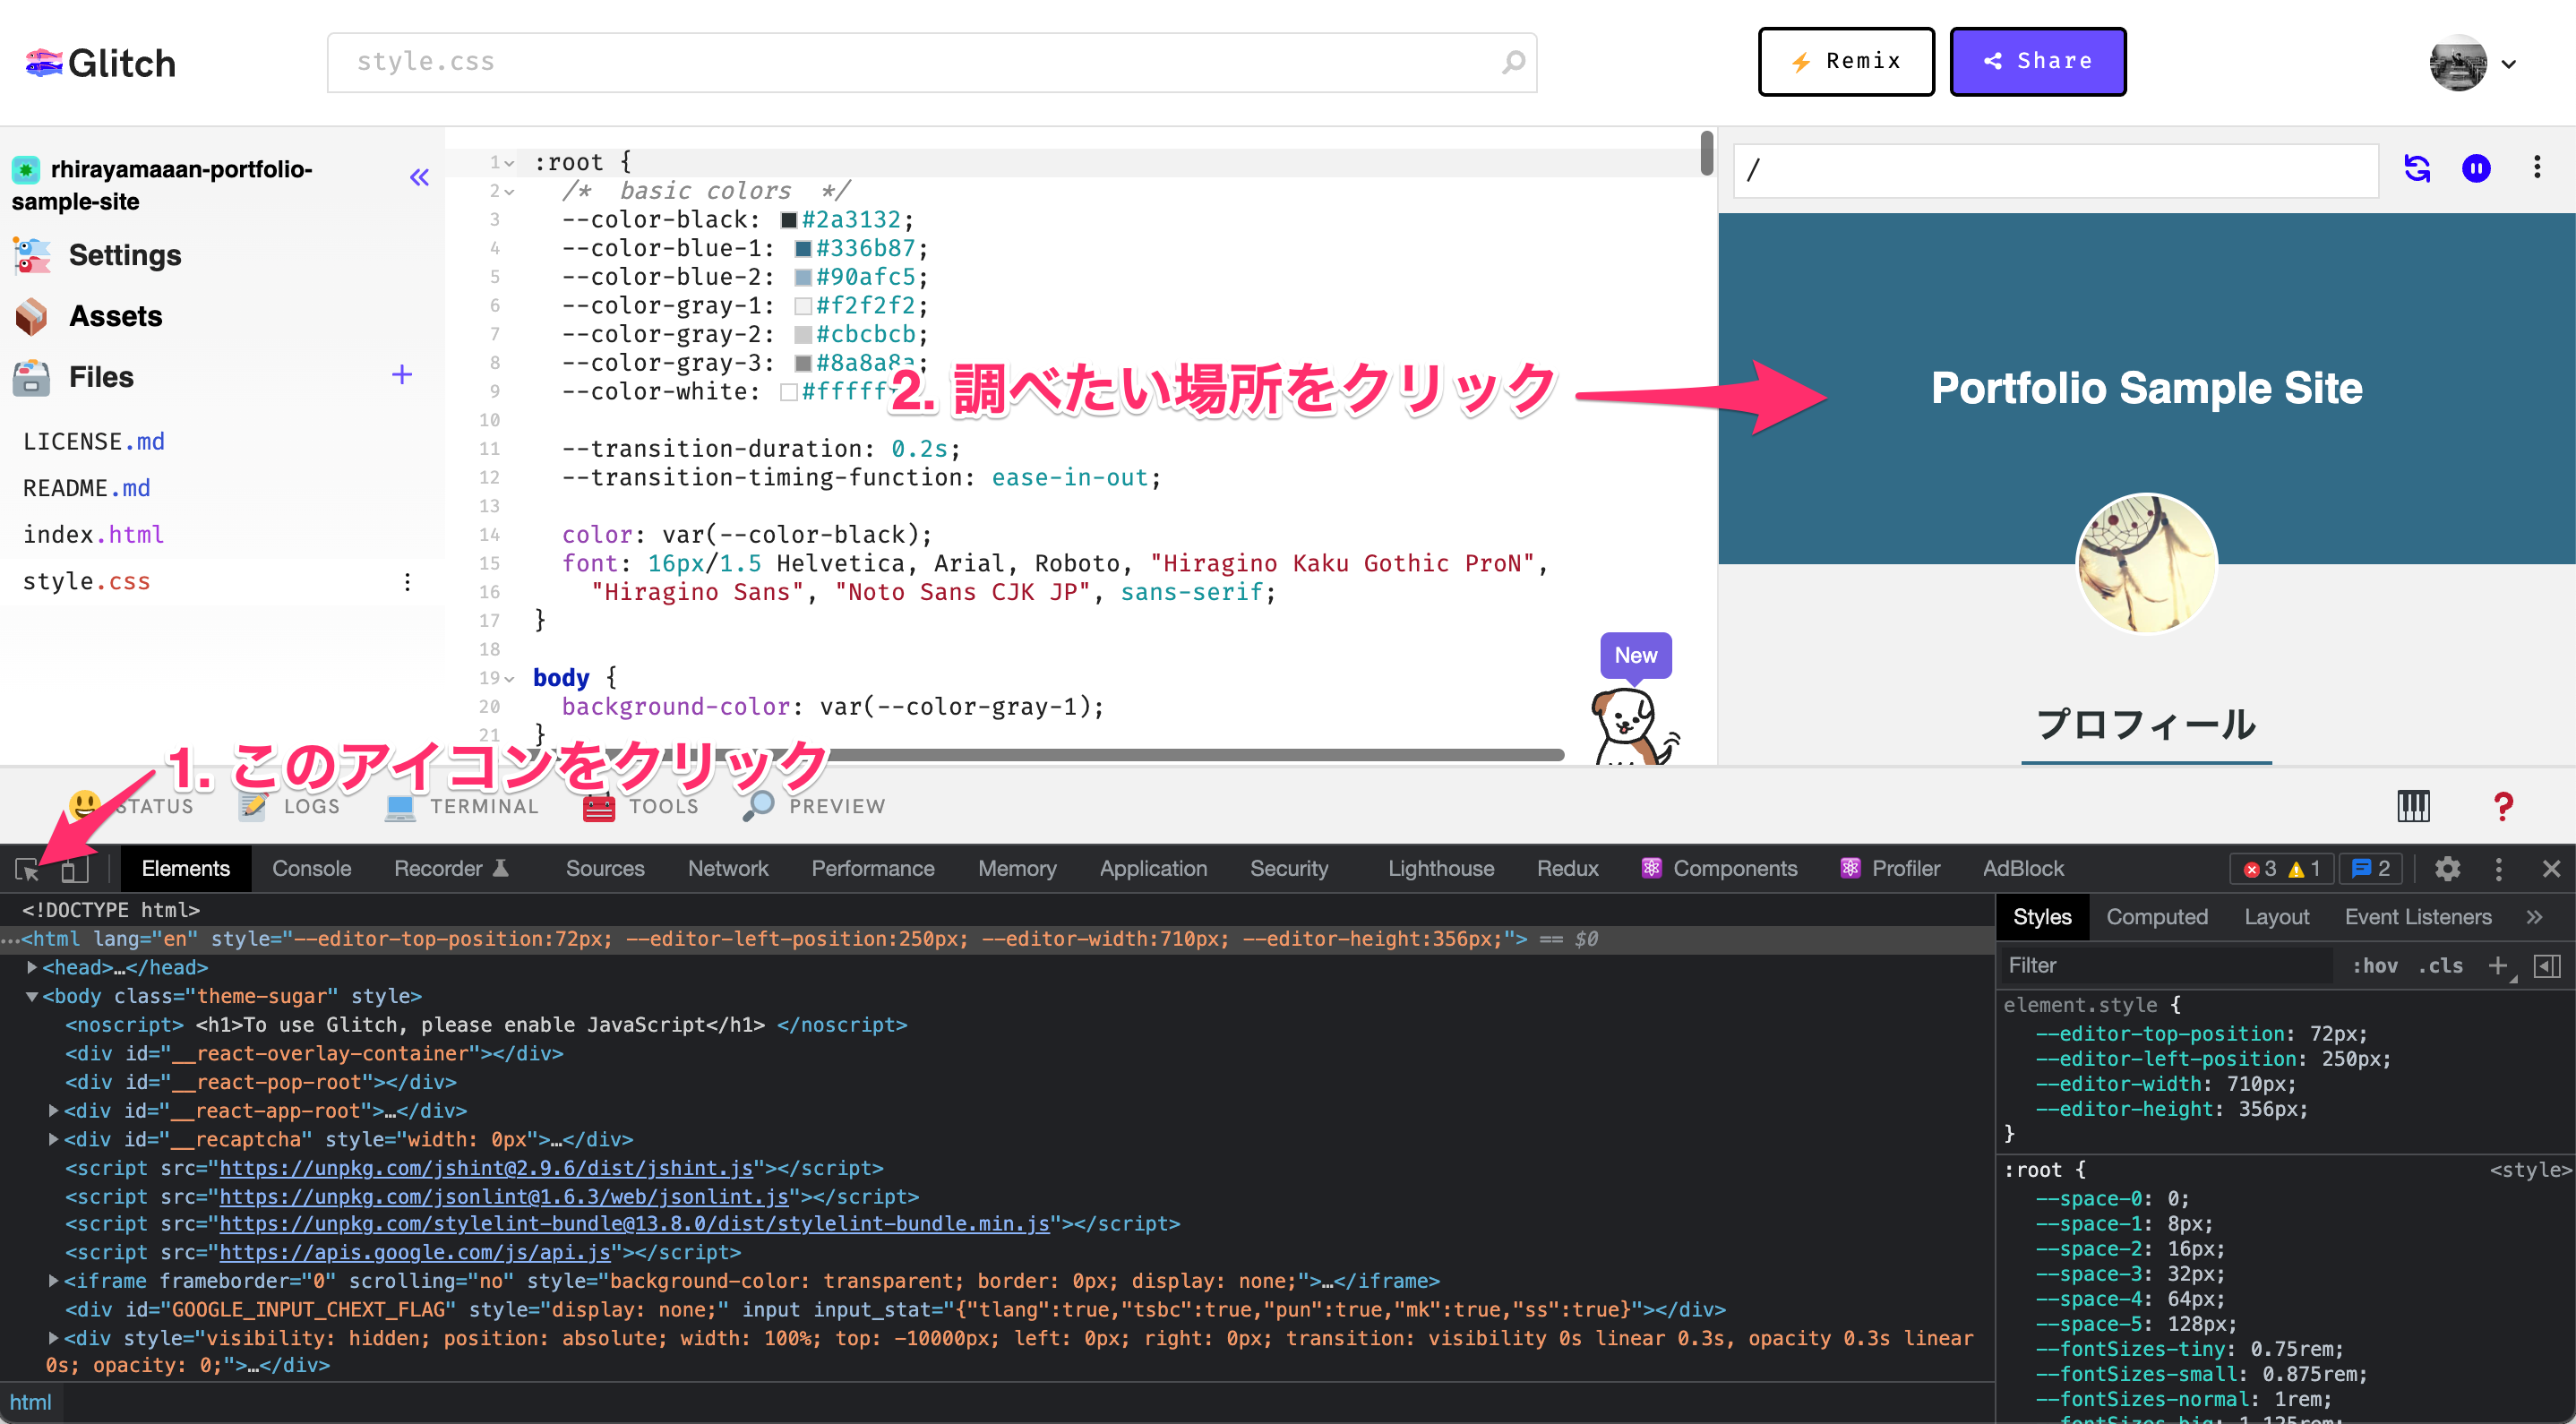 Glitch
style.css
Remix
Share
rhirayamaaan-portfolio-
sample-site
Settings
Assets
Files
+
LICENSE.md
README.md
index.html
style.css
1 :root {
2 /* basic colors */
3 --color-black: #2a3132;
4 --color-blue-1: #336b87;
5 --color-blue-2: #90afc5;
6 --color-gray-1: #f2f2f2;
7 --color-gray-2: #cbcbcb;
8 --color-gray-3: #8a8a8a;
9 --color-white: #fffff
10
11 --transition-duration: 0.2s;
12 --transition-timing-function: ease-in-out;
13
14 color: var(--color-black);
15 font: 16px/1.5 Helvetica, Arial, Roboto, "Hiragino Kaku Gothic ProN",
16 "Hiragino Sans", "Noto Sans CJK JP", sans-serif;
17 }
18
19 body {
20 background-color: var(--color-gray-1);
21 }
2. 調べたい場所をクリック
New
/
Portfolio Sample Site
プロフィール
1. このアイコンをクリック
STATUS
LOGS
TERMINAL
TOOLS
PREVIEW
?
Elements Console Recorder Sources Network Performance Memory Application Security Lighthouse Redux Components Profiler AdBlock 3 1 2
<!DOCTYPE html>
…<html lang="en" style="--editor-top-position:72px; --editor-left-position:250px; --editor-width:710px; --editor-height:356px;"> == $0
<head>…</head>
<body class="theme-sugar" style>
<noscript> <h1>To use Glitch, please enable JavaScript</h1> </noscript>
<div id="__react-overlay-container"></div>
<div id="__react-pop-root"></div>
<div id="__react-app-root">…</div>
<div id="__recaptcha" style="width: 0px">…</div>
<script src="https://unpkg.com/jshint@2.9.6/dist/jshint.js"></script>
<script src="https://unpkg.com/jsonlint@1.6.3/web/jsonlint.js"></script>
<script src="https://unpkg.com/stylelint-bundle@13.8.0/dist/stylelint-bundle.min.js"></script>
<script src="https://apis.google.com/js/api.js"></script>
<iframe frameborder="0" scrolling="no" style="background-color: transparent; border: 0px; display: none;">…</iframe>
<div id="GOOGLE_INPUT_CHEXT_FLAG" style="display: none;" input input_stat="{"tlang":true,"tsbc":true,"pun":true,"mk":true,"ss":true}"></div>
<div style="visibility: hidden; position: absolute; width: 100%; top: -10000px; left: 0px; right: 0px; transition: visibility 0s linear 0.3s, opacity 0.3s linear
0s; opacity: 0;">…</div>
html
Styles Computed Layout Event Listeners »
Filter :hov .cls +
element.style {
--editor-top-position: 72px;
--editor-left-position: 250px;
--editor-width: 710px;
--editor-height: 356px;
}
:root { <style>
--space-0: 0;
--space-1: 8px;
--space-2: 16px;
--space-3: 32px;
--space-4: 64px;
--space-5: 128px;
--fontSizes-tiny: 0.75rem;
--fontSizes-small: 0.875rem;
--fontSizes-normal: 1rem;
--fontSizes-big: 1.125rem;